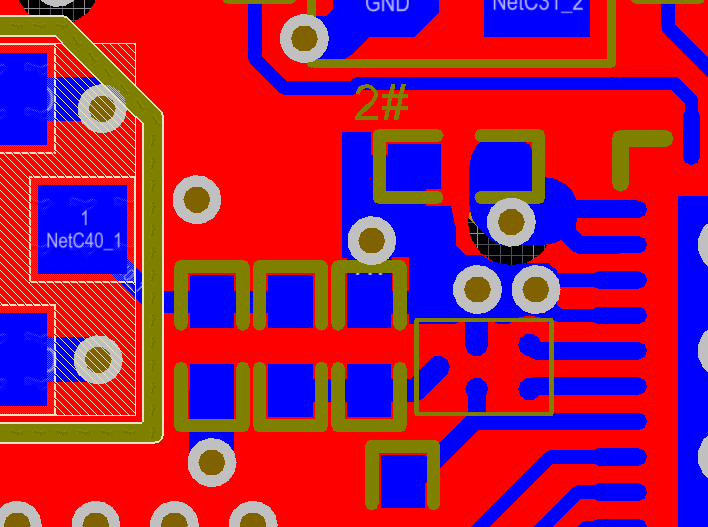 GND
NetC31_2
2#
1
NetC40_1